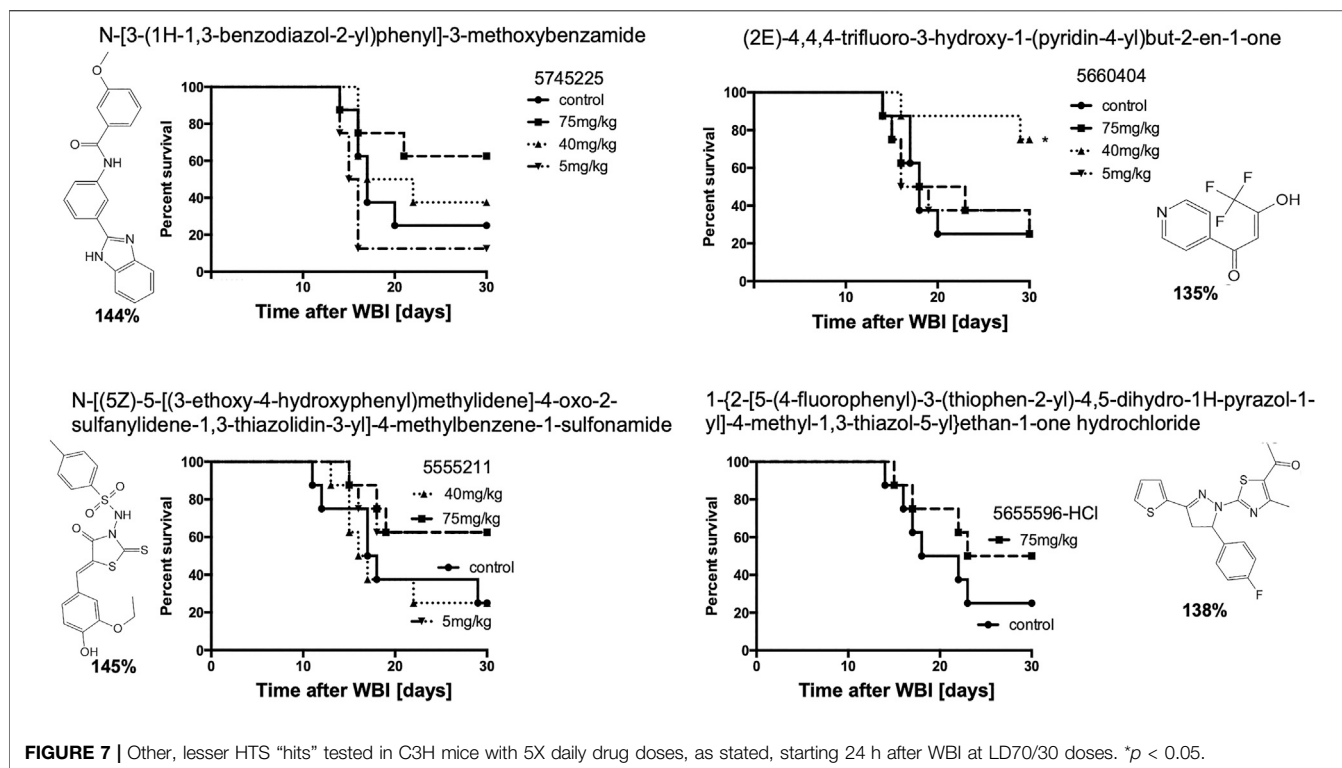 N-[3-(1H-1,3-benzodiazol-2-yl)phenyl]-3-methoxybenzamide
O
O
NH
N
HN
144%
5745225
control
75mg/kg
40mg/kg
5mg/kg
Percent survival
100
80
60
40
20
0
0
10
20
30
Time after WBI [days]
(2E)-4,4,4-trifluoro-3-hydroxy-1-(pyridin-4-yl)but-2-en-1-one
5660404
control
75mg/kg
40mg/kg
5mg/kg
*
Percent survival
100
80
60
40
20
0
10
20
30
Time after WBI [days]
N
F
F
F
OH
O
135%
N-[(5Z)-5-[(3-ethoxy-4-hydroxyphenyl)methylidene]-4-oxo-2-
sulfanylidene-1,3-thiazolidin-3-yl]-4-methylbenzene-1-sulfonamide
O
S
O
NH
O
N
S
S
O
OH
145%
5555211
40mg/kg
75mg/kg
control
5mg/kg
Percent survival
100
80
60
40
20
0
0
10
20
30
Time after WBI [days]
1-{2-[5-(4-fluorophenyl)-3-(thiophen-2-yl)-4,5-dihydro-1H-pyrazol-1-
yl]-4-methyl-1,3-thiazol-5-yl}ethan-1-one hydrochloride
5655596-HCl
75mg/kg
control
Percent survival
100
80
60
40
20
0
0
10
20
30
Time after WBI [days]
O
S
N
N
N
S
F
138%
FIGURE 7 | Other, lesser HTS “hits” tested in C3H mice with 5X daily drug doses, as stated, starting 24 h after WBI at LD70/30 doses. *p < 0.05.